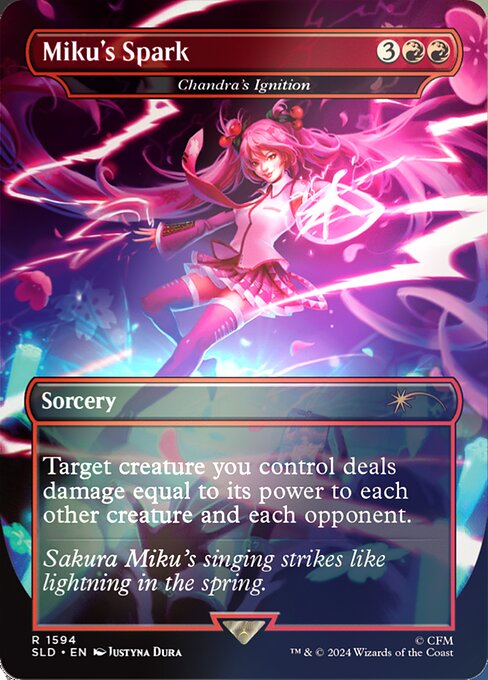 Miku's Spark 3
Chandra's Ignition
Sorcery
Target creature you control deals
damage equal to its power to each
other creature and each opponent.
Sakura Miku's singing strikes like
lightning in the spring.
R 1594
SLD • EN Justyna Dura
© CFM
™ & © 2024 Wizards of the Coast